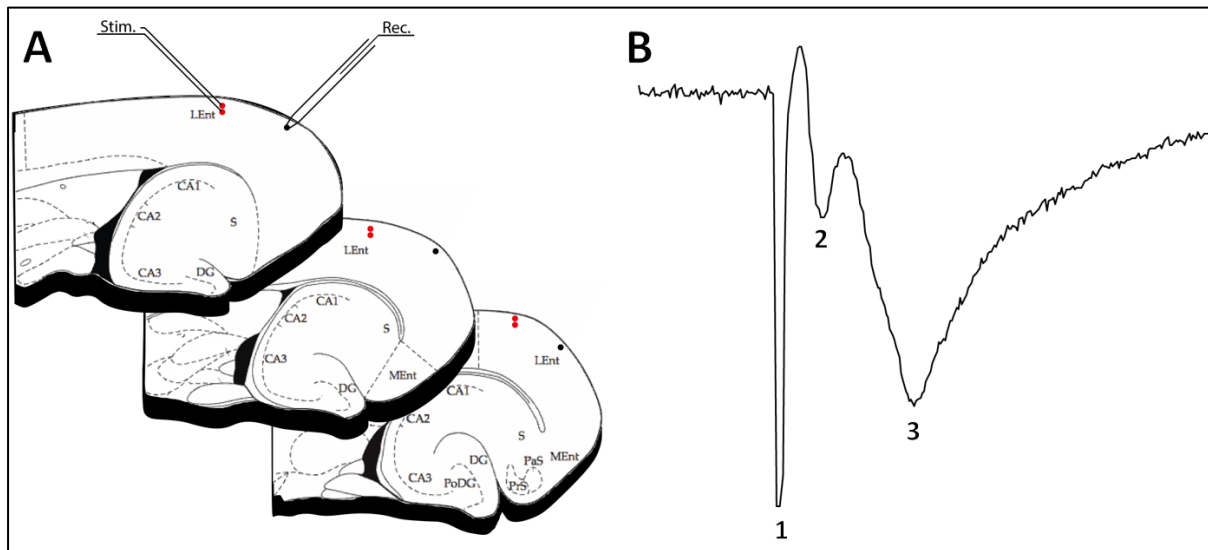 A
Stim.
Rec.
B
LEnt
CA1
CA2
S
CA3
DG
LEnt
CA1
CA2
S
CA3
MEnt
DG
LEnt
CA1
CA2
S
MEnt
DG
PaS
CA3
PoDG
PrS
1
2
3